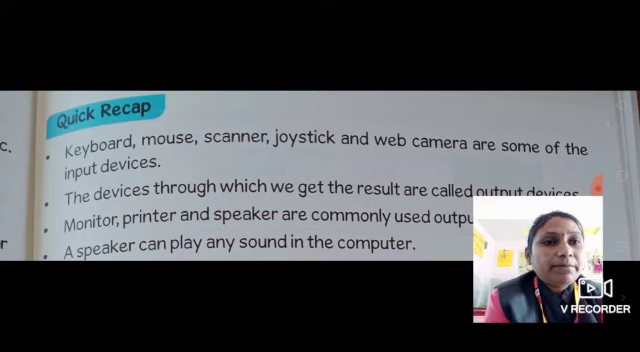 Quick Recap
c.
• Keyboard, mouse, scanner, joystick and web camera are some of the
input devices.
• The devices through which we get the result are called output devices.
r
• Monitor, printer and speaker are commonly used
• A speaker can play any sound in the computer.
V RECORDER